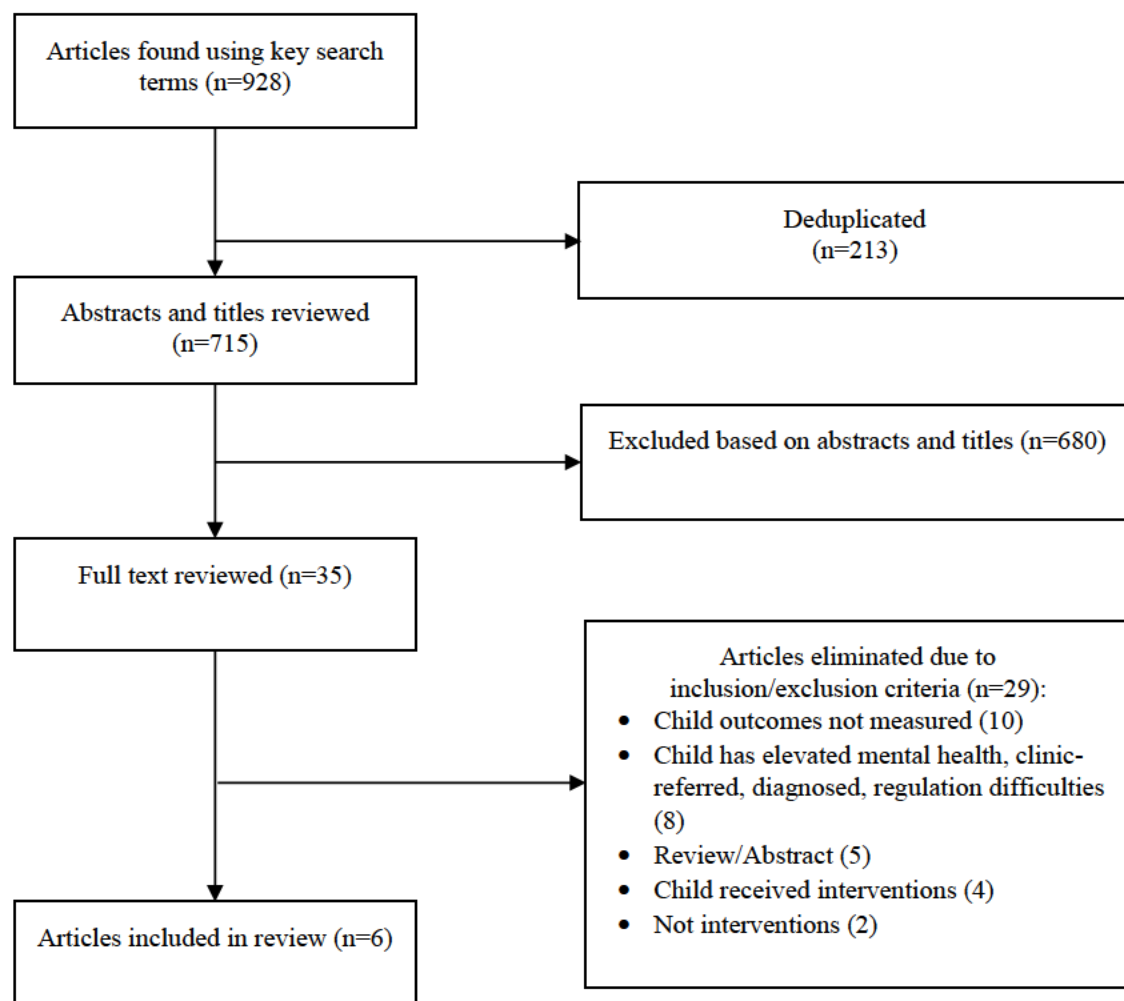 Articles found using key search
terms (n=928)
Deduplicated
(n=213)
Abstracts and titles reviewed
(n=715)
Excluded based on abstracts and titles (n=680)
Full text reviewed (n=35)
Articles eliminated due to
inclusion/exclusion criteria (n=29):
• Child outcomes not measured (10)
• Child has elevated mental health, clinic-
referred, diagnosed, regulation difficulties
(8)
• Review/Abstract (5)
• Child received interventions (4)
• Not interventions (2)
Articles included in review (n=6)